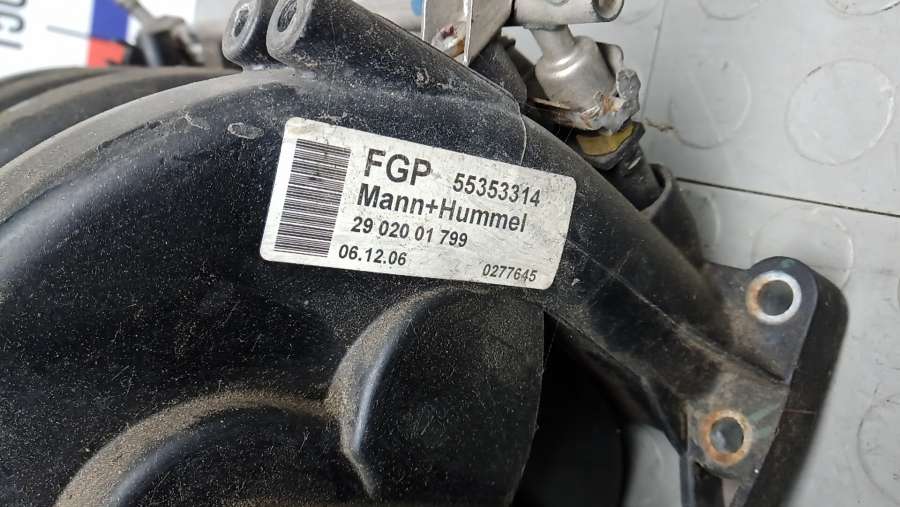 FGP 55353314
Mann+Hummel
29 020 01 799
06.12.06 0277645